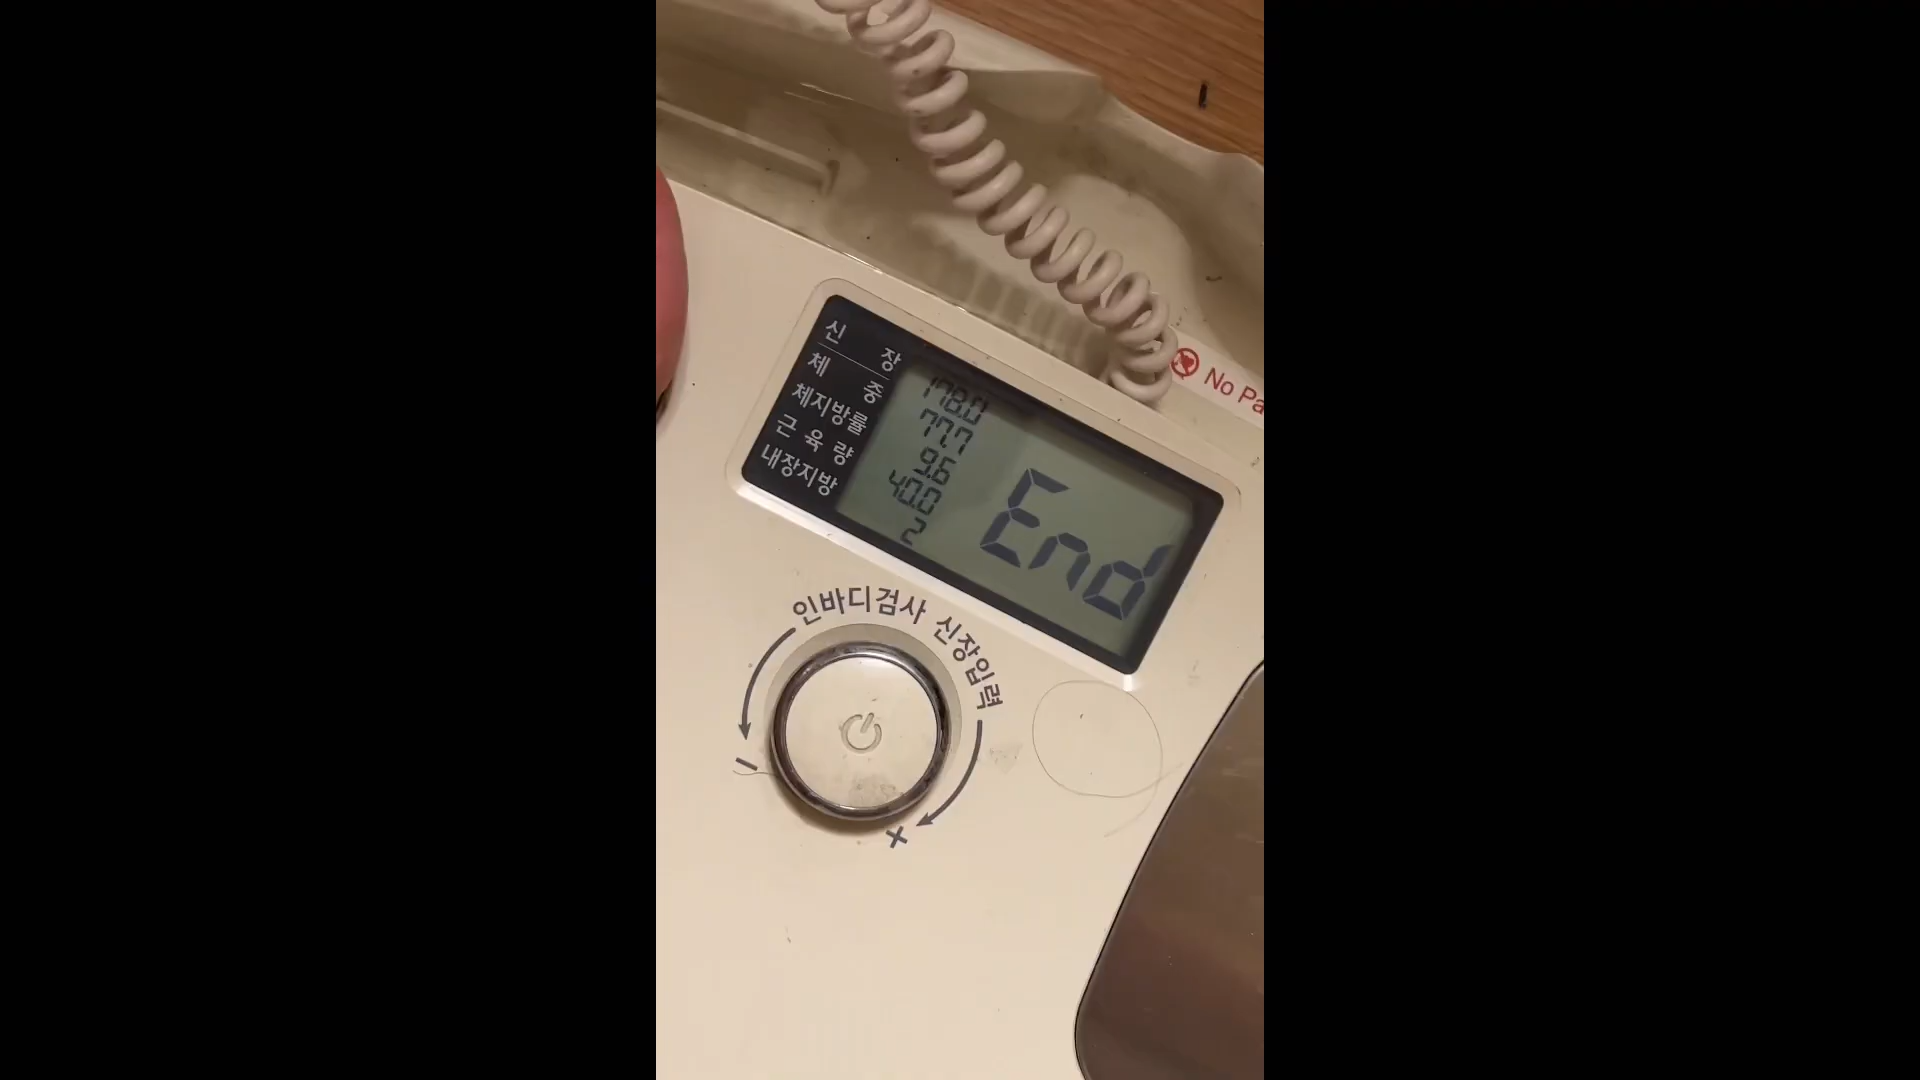 신 장 178.0
체 중 77.7
체지방률 9.6
근육량 40.0
내장지방 2
End
No Pa
인바디검사 신장입력
− +